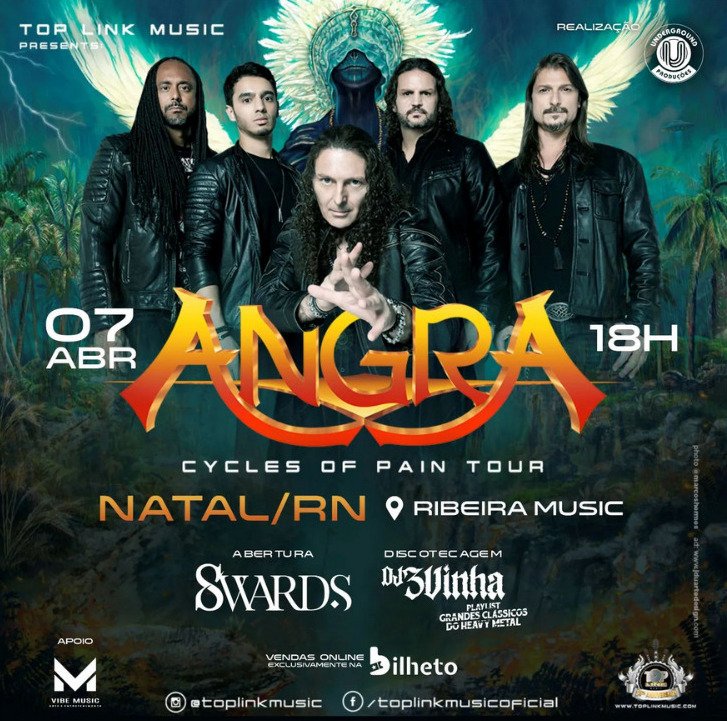 TOP LINK MUSIC
PRESENTS:
REALIZAÇÃO
UNDERGROUND
U
PRODUÇÕES
07
ABR
ANGRA
18H
CYCLES OF PAIN TOUR
NATAL/RN
RIBEIRA MUSIC
ABERTURA
SWARDS
DISCOTECAGEM
DJ 3Vinha
PLAYLIST
GRANDES CLÁSSICOS
DO HEAVY METAL
APOIO
VIBE MUSIC
VENDAS ONLINE
EXCLUSIVAMENTE NA
bilheto
@toplinkmusic
/toplinkmusicoficial
WWW.TOPLINKMUSIC.COM